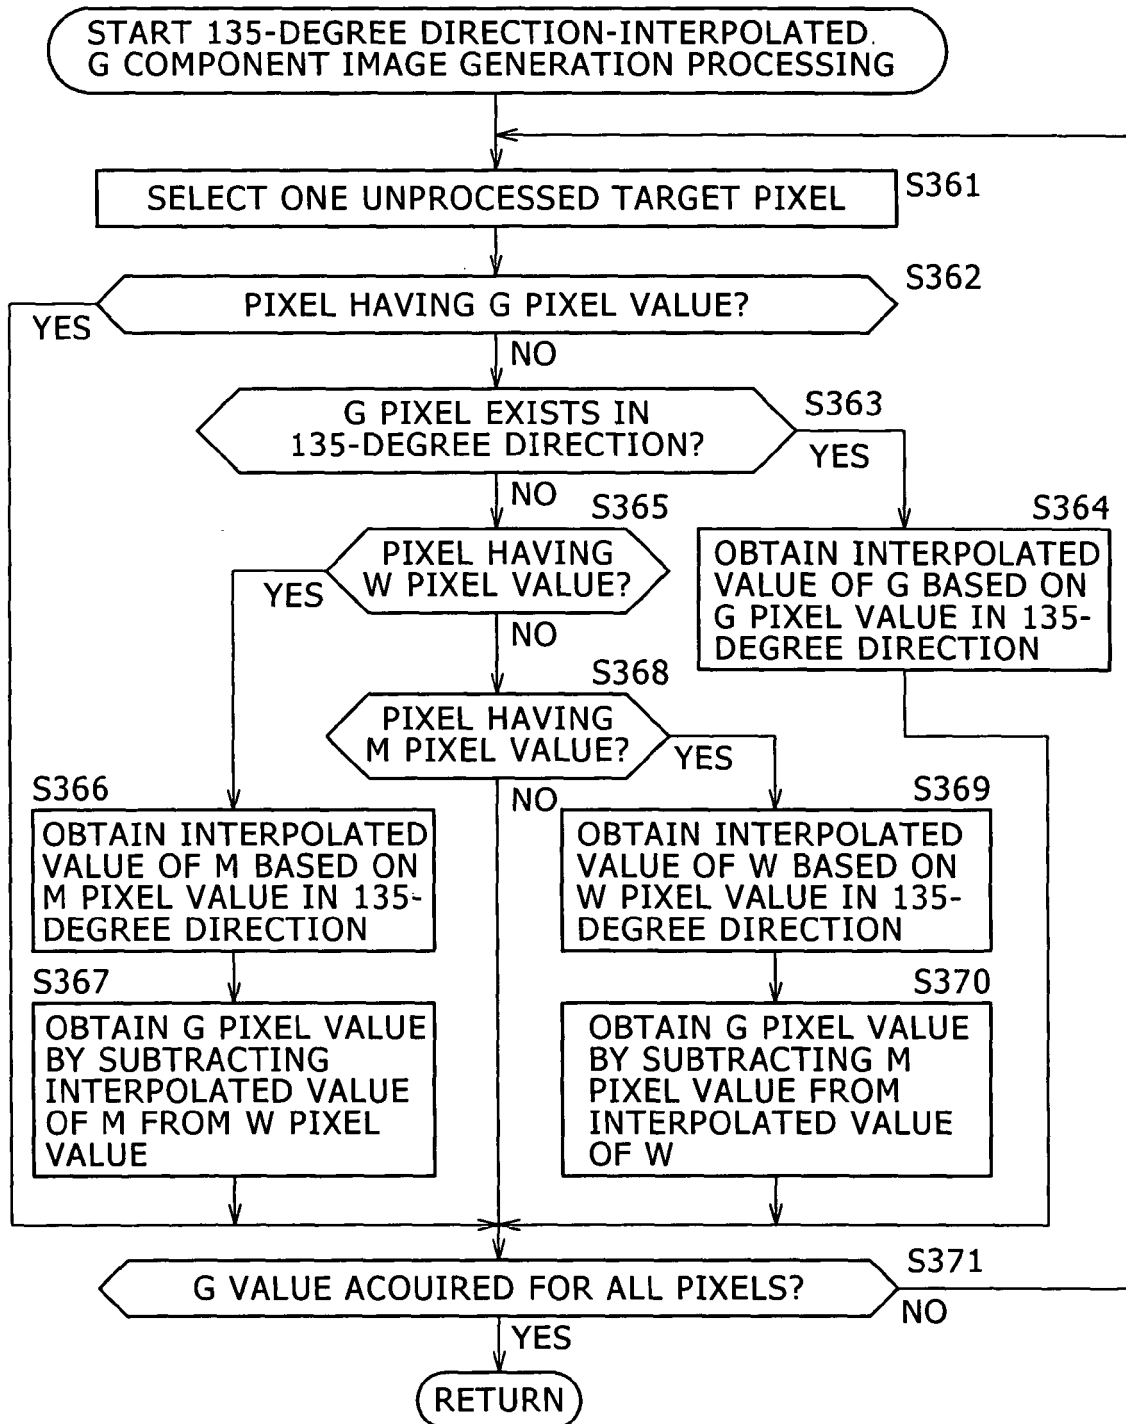 START 135-DEGREE DIRECTION-INTERPOLATED.
G COMPONENT IMAGE GENERATION PROCESSING
SELECT ONE UNPROCESSED TARGET PIXEL
S361
PIXEL HAVING G PIXEL VALUE?
S362
YES
NO
G PIXEL EXISTS IN
135-DEGREE DIRECTION?
S363
YES
NO
S365
PIXEL HAVING
W PIXEL VALUE?
YES
NO
S364
OBTAIN INTERPOLATED
VALUE OF G BASED ON
G PIXEL VALUE IN 135-
DEGREE DIRECTION
S368
PIXEL HAVING
M PIXEL VALUE?
YES
NO
S366
OBTAIN INTERPOLATED
VALUE OF M BASED ON
M PIXEL VALUE IN 135-
DEGREE DIRECTION
S369
OBTAIN INTERPOLATED
VALUE OF W BASED ON
W PIXEL VALUE IN 135-
DEGREE DIRECTION
S367
OBTAIN G PIXEL VALUE
BY SUBTRACTING
INTERPOLATED VALUE
OF M FROM W PIXEL
VALUE
S370
OBTAIN G PIXEL VALUE
BY SUBTRACTING M
PIXEL VALUE FROM
INTERPOLATED VALUE
OF W
G VALUE ACOUIRED FOR ALL PIXELS?
S371
NO
YES
RETURN